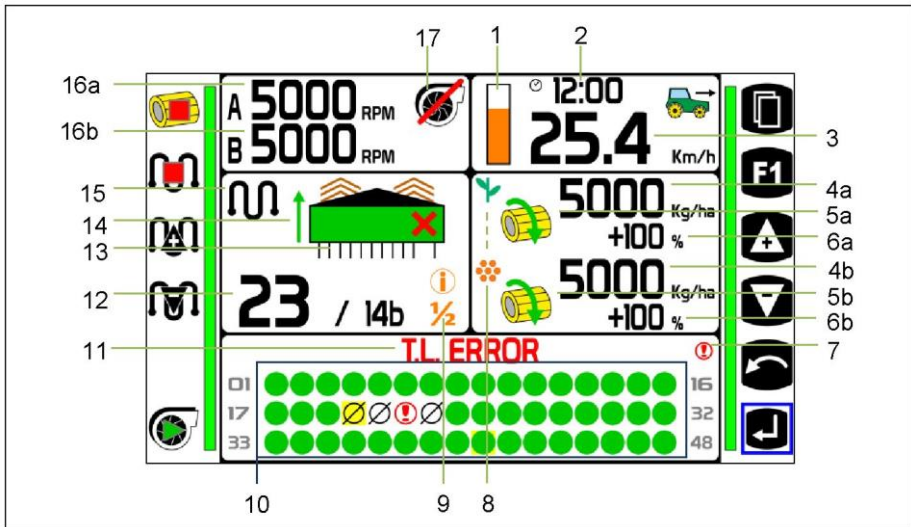 1 2 17
16a A 5000 RPM 12:00
16b B 5000 RPM 25.4 Km/h 3
F1
15 5000 Kg/ha 4a
14 5a
13 +100 % 6a
5000 Kg/ha 4b
12 23 / 14b i ½ 5b
+100 % 6b
11 T.L. ERROR ! 7
01 16
17 ! 32
33 48
10 9 8